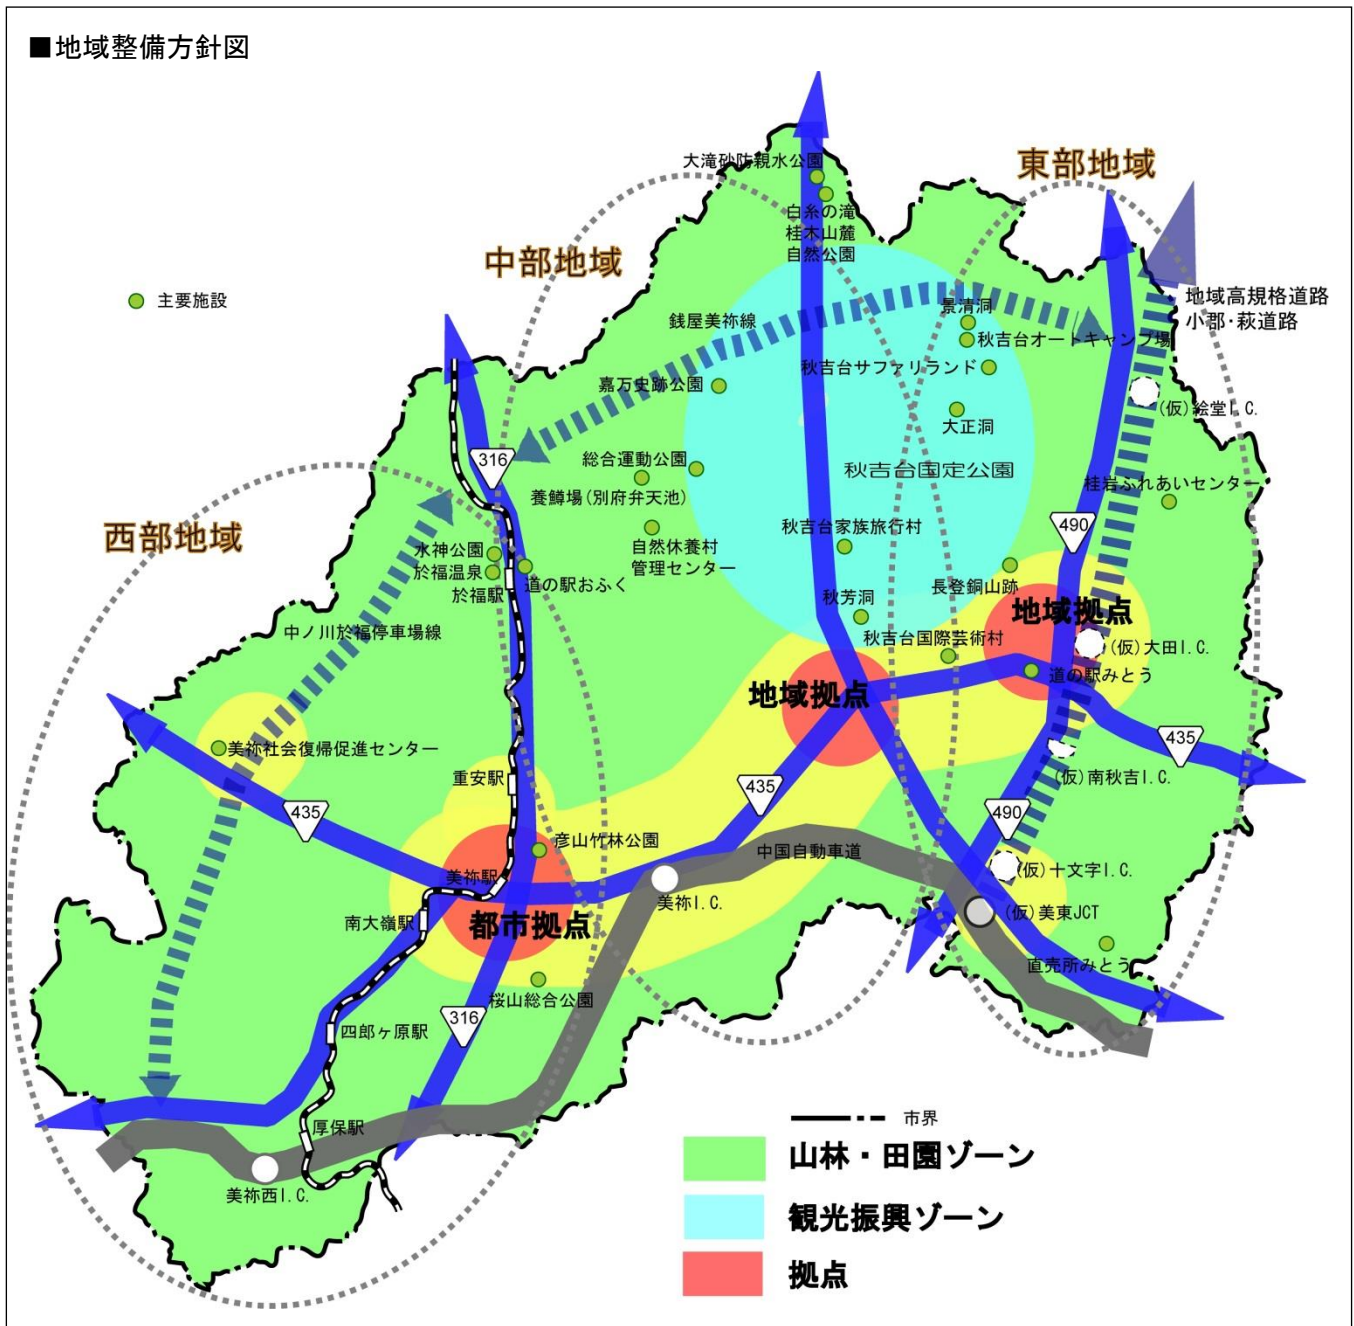 ■地域整備方針図
大滝砂防親水公園
東部地域
白糸の滝
桂木山麓
自然公園
中部地域
主要施設
地域高規格道路
小郡・萩道路
景清洞
銭屋美祢線
秋吉台オートキャンプ場
秋吉台サファリランド
嘉万史跡公園
(仮)絵堂I.C.
大正洞
316
総合運動公園
秋吉台国定公園
桂岩ふれあいセンター
養鱒場(別府弁天池)
490
西部地域
秋吉台家族旅行村
水神公園
自然休養村
管理センター
於福温泉
道の駅おふく
於福駅
長登銅山跡
秋芳洞
地域拠点
中ノ川於福停車場線
秋吉台国際芸術村
(仮)大田I.C.
道の駅みとう
地域拠点
美祢社会復帰促進センター
435
重安駅
(仮)南秋吉I.C.
435
435
490
彦山竹林公園
中国自動車道
美祢駅
(仮)十文字I.C.
美祢I.C.
(仮)美東JCT
南大嶺駅
都市拠点
直売所みとう
桜山総合公園
316
四郎ヶ原駅
厚保駅
市界
山林・田園ゾーン
美祢西I.C.
観光振興ゾーン
拠点